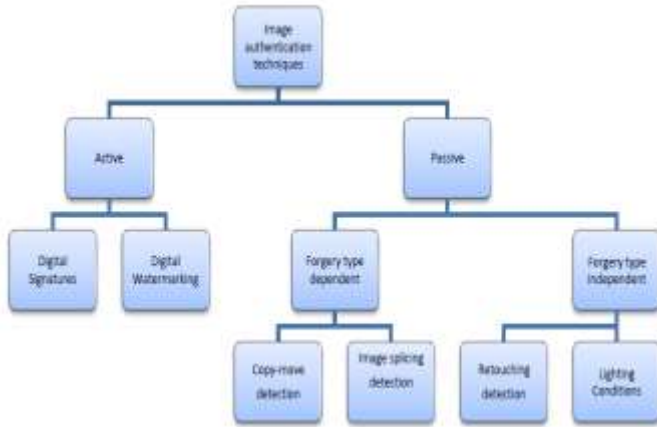 Image
authentication
techniques
Active
Passive
Digital
Signatures
Digital
Watermarking
Forgery type
dependent
Forgery type
independent
Copy-move
detection
Image splicing
detection
Retouching
detection
Lighting
Conditions